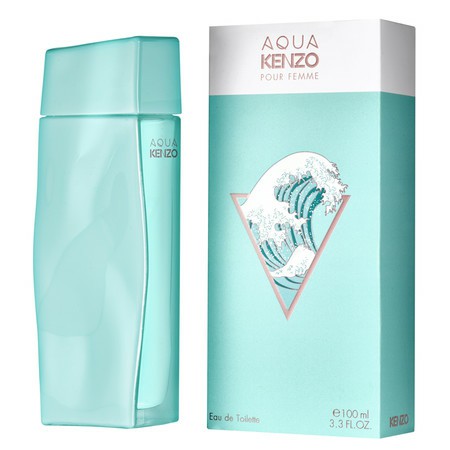 AQUA
KENZO
AQUA
KENZO
POUR FEMME
Eau de Toilette
℮100 ml
3.3 FL.OZ.
KENZO